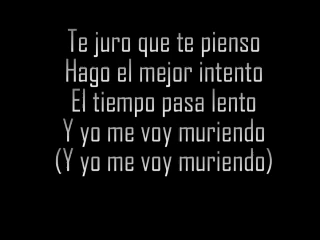 Te juro que te pienso
Hago el mejor intento
El tiempo pasa lento
Y yo me voy muriendo
(Y yo me voy muriendo)